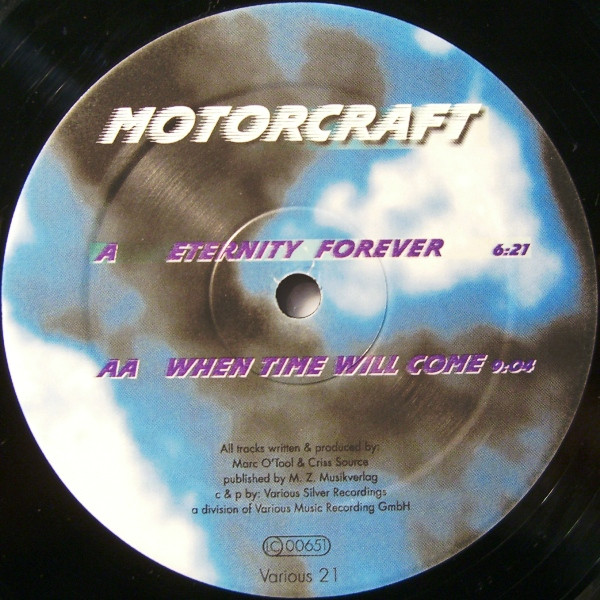 MOTORCRAFT
A ETERNITY FOREVER 6:21
AA WHEN TIME WILL COME 9:04
All tracks written & produced by:
Marc O'Tool & Criss Source
published by M. Z. Musikverlag
c & p by: Various Silver Recordings
a division of Various Music Recording GmbH
LC 00651
Various 21